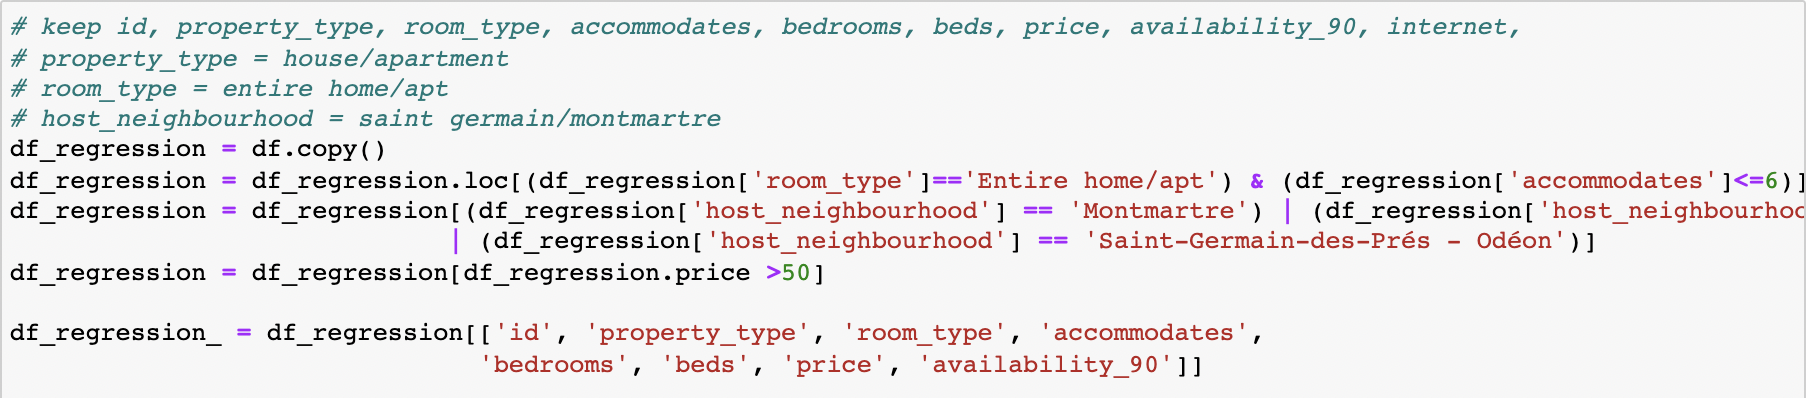 # keep id, property_type, room_type, accommodates, bedrooms, beds, price, availability_90, internet,
# property_type = house/apartment
# room_type = entire home/apt
# host_neighbourhood = saint germain/montmartre
df_regression = df.copy()
df_regression = df_regression.loc[(df_regression['room_type']=='Entire home/apt') & (df_regression['accommodates']<=6)]
df_regression = df_regression[(df_regression['host_neighbourhood'] == 'Montmartre') | (df_regression['host_neighbourhoo
| (df_regression['host_neighbourhood'] == 'Saint-Germain-des-Prés - Odéon')]
df_regression = df_regression[df_regression.price >50]
df_regression_ = df_regression[['id', 'property_type', 'room_type', 'accommodates',
'bedrooms', 'beds', 'price', 'availability_90']]